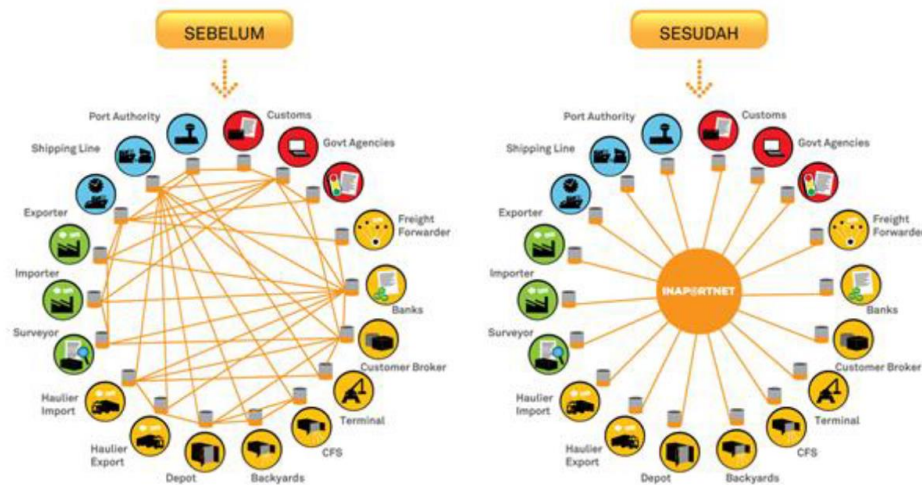 SEBELUM
Port Authority
Customs
Shipping Line
Govt Agencies
Exporter
Freight
Forwarder
Importer
Banks
Surveyor
Customer Broker
Haulier
Import
Terminal
Haulier
Export
CFS
Depot
Backyards
SESUDAH
Port Authority
Customs
Shipping Line
Govt Agencies
Exporter
Freight
Forwarder
Importer
INAPORTNET
Banks
Surveyor
Customer Broker
Haulier
Import
Terminal
Haulier
Export
CFS
Depot
Backyards